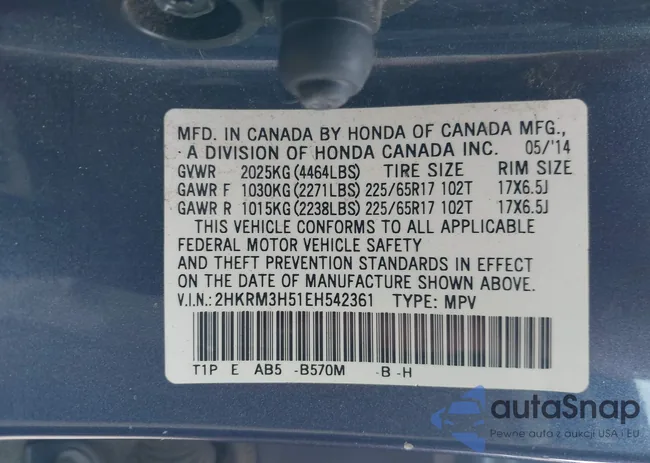 MFD. IN CANADA BY HONDA OF CANADA MFG.,
A DIVISION OF HONDA CANADA INC. 05/'14
GVWR 2025KG (4464LBS) TIRE SIZE RIM SIZE
GAWR F 1030KG (2271LBS) 225/65R17 102T 17X6.5J
GAWR R 1015KG (2238LBS) 225/65R17 102T 17X6.5J
THIS VEHICLE CONFORMS TO ALL APPLICABLE
FEDERAL MOTOR VEHICLE SAFETY
AND THEFT PREVENTION STANDARDS IN EFFECT
ON THE DATE OF MANUFACTURE SHOWN ABOVE.
V.I.N.: 2HKRM3H51EH542361 TYPE: MPV
T1P E AB5 -B570M -B -H
autaSnap
Pewne auta z aukcji USA i EU